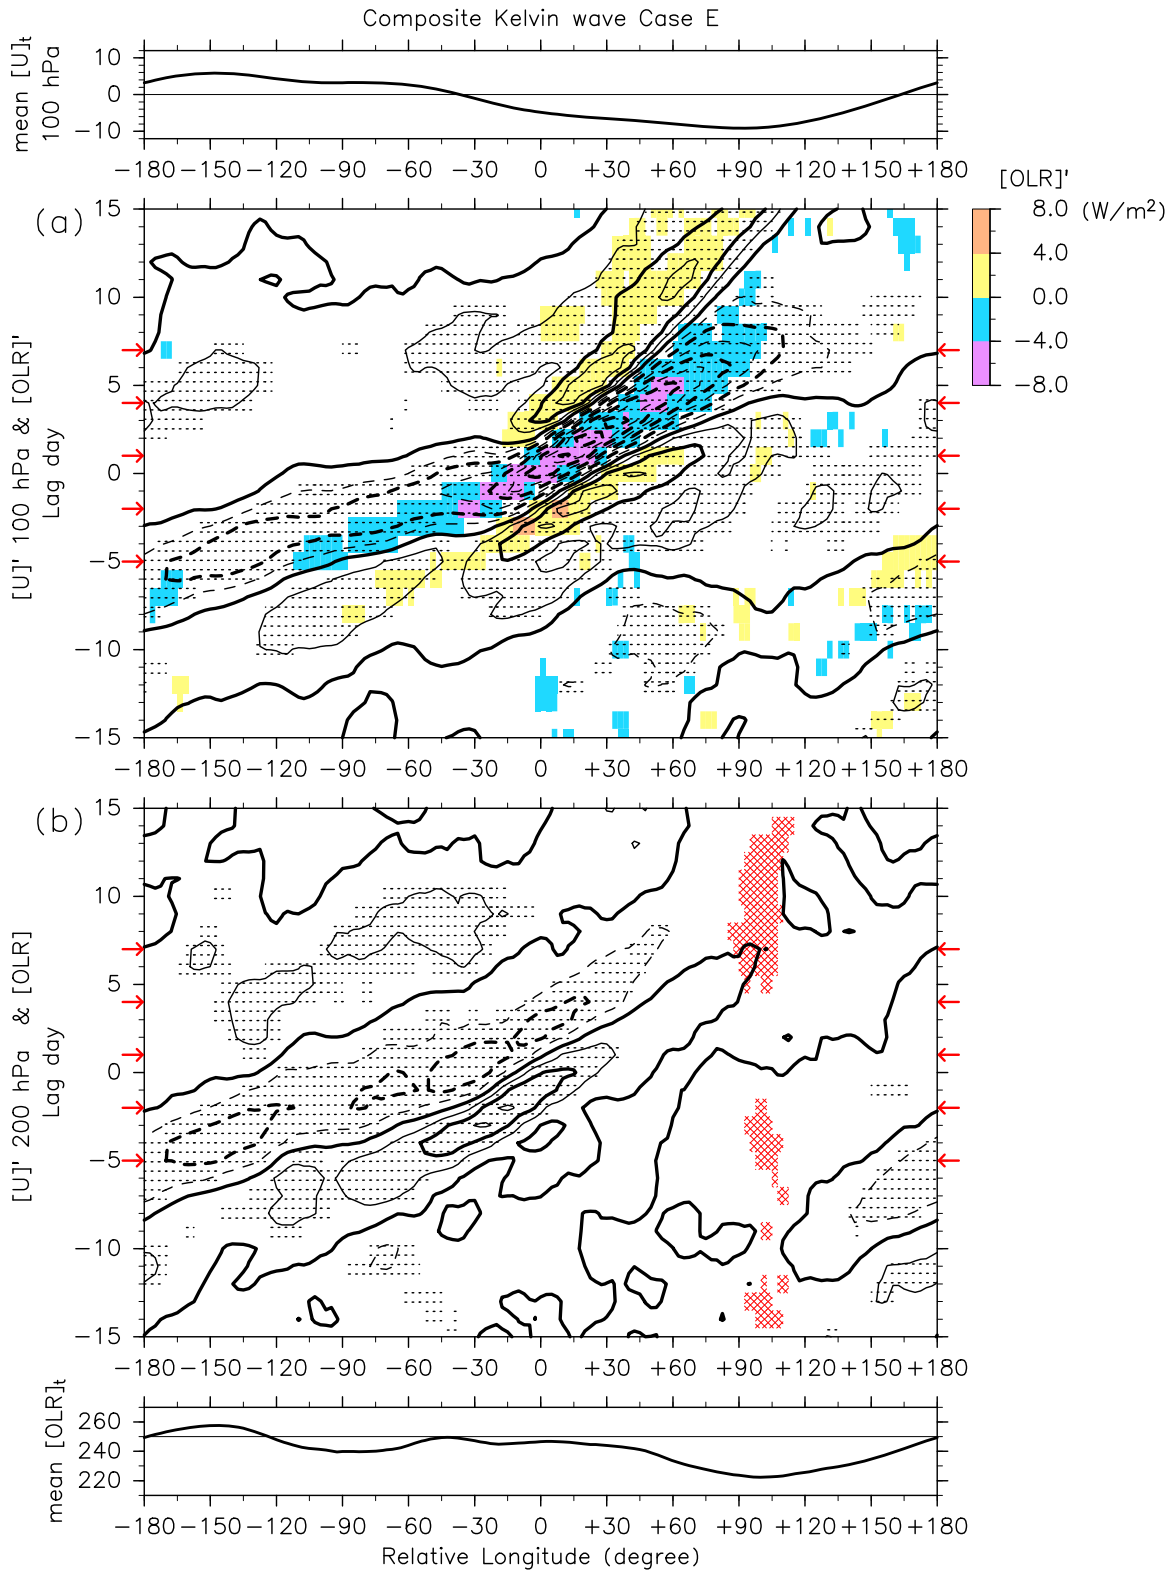 Composite Kelvin wave Case E
mean [U]t
100 hPa
10
0
−10
−180 −150 −120 −90 −60 −30 0 +30 +60 +90 +120 +150 +180
[OLR]'
8.0 (W/m²)
4.0
0.0
−4.0
−8.0
(a)
[U]' 100 hPa & [OLR]'
Lag day
15
10
5
0
−5
−10
−15
−180 −150 −120 −90 −60 −30 0 +30 +60 +90 +120 +150 +180
(b)
[U]' 200 hPa & [OLR]
Lag day
15
10
5
0
−5
−10
−15
−180 −150 −120 −90 −60 −30 0 +30 +60 +90 +120 +150 +180
mean [OLR]t
260
240
220
−180 −150 −120 −90 −60 −30 0 +30 +60 +90 +120 +150 +180
Relative Longitude (degree)